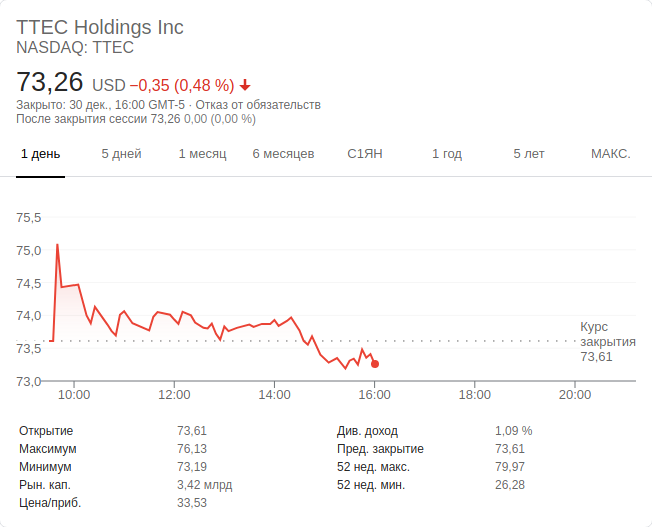 TTEC Holdings Inc
NASDAQ: TTEC
73,26 USD −0,35 (0,48 %)
Закрыто: 30 дек., 16:00 GMT-5 · Отказ от обязательств
После закрытия сессии 73,26 0,00 (0,00 %)
1 день 5 дней 1 месяц 6 месяцев С1ЯН 1 год 5 лет МАКС.
75,5
75,0
74,5
74,0
73,5
73,0
Курс
закрытия
73,61
10:00 12:00 14:00 16:00 18:00 20:00
Открытие 73,61 Див. доход 1,09 %
Максимум 76,13 Пред. закрытие 73,61
Минимум 73,19 52 нед. макс. 79,97
Рын. кап. 3,42 млрд 52 нед. мин. 26,28
Цена/приб. 33,53